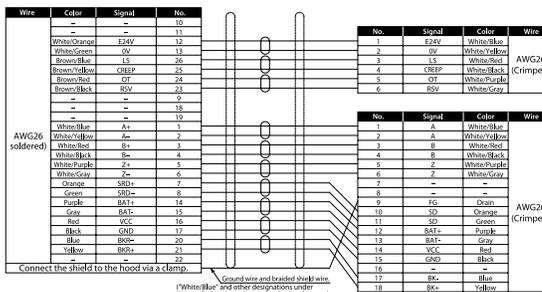 Wire Color Signal No.
– – 10
– – 11
White/Orange E24V 12
White/Green 0V 13
Brown/Blue LS 26
Brown/Yellow CREEP 25
Brown/Red OT 24
Brown/Black RSV 23
– – 9
– – 18
– – 19
White/Blue A+ 1
White/Yellow A– 2
White/Red B+ 3
White/Black B– 4
White/Purple Z+ 5
White/Gray Z– 6
Orange SRD+ 7
Green SRD– 8
Purple BAT+ 14
Gray BAT- 15
Red VCC 16
Black GND 17
Blue BKR– 20
Yellow BKR+ 21
– – 22
AWG26
soldered)
Connect the shield to the hood via a clamp.
No. Signal Color Wire
1 E24V White/Blue
2 0V White/Yellow
3 LS White/Red
4 CREEP White/Black
5 OT White/Purple
6 RSV White/Gray
AWG26
(Crimpe
No. Signal Color Wire
1 A White/Blue
2 A White/Yellow
3 B White/Red
4 B White/Black
5 Z White/Purple
6 Z White/Gray
7 – –
8 – –
9 FG Drain
10 SD Orange
11 SD Green
12 BAT+ Purple
13 BAT- Gray
14 VCC Red
15 GND Black
16 – –
17 BK- Blue
18 BK+ Yellow
AWG26
(Crimpe
Ground wire and braided shield wire.
("White/Blue" and other designations under